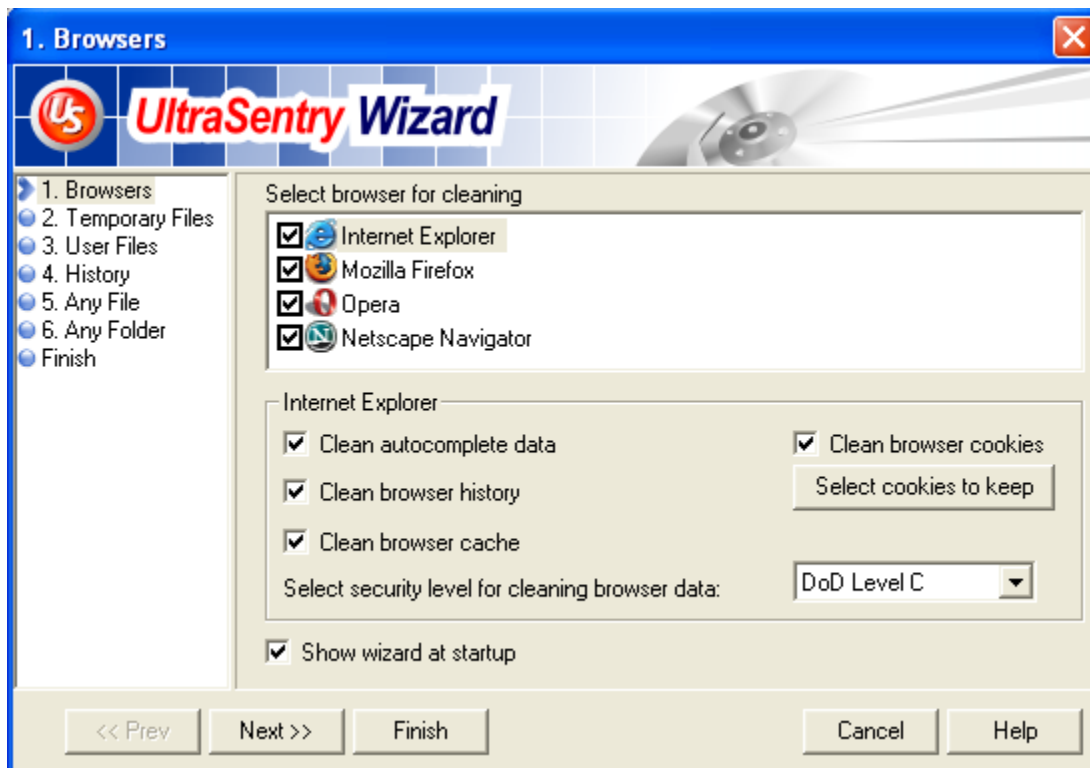 1. Browsers
US
UltraSentry Wizard
1. Browsers
2. Temporary Files
3. User Files
4. History
5. Any File
6. Any Folder
Finish
Select browser for cleaning
Internet Explorer
Mozilla Firefox
Opera
Netscape Navigator
Internet Explorer
Clean autocomplete data
Clean browser cookies
Clean browser history
Select cookies to keep
Clean browser cache
Select security level for cleaning browser data:
DoD Level C
Show wizard at startup
<< Prev
Next >>
Finish
Cancel
Help